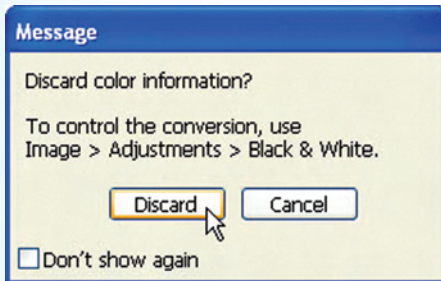 Message
Discard color information?
To control the conversion, use
Image > Adjustments > Black & White.
Discard
Cancel
Don't show again